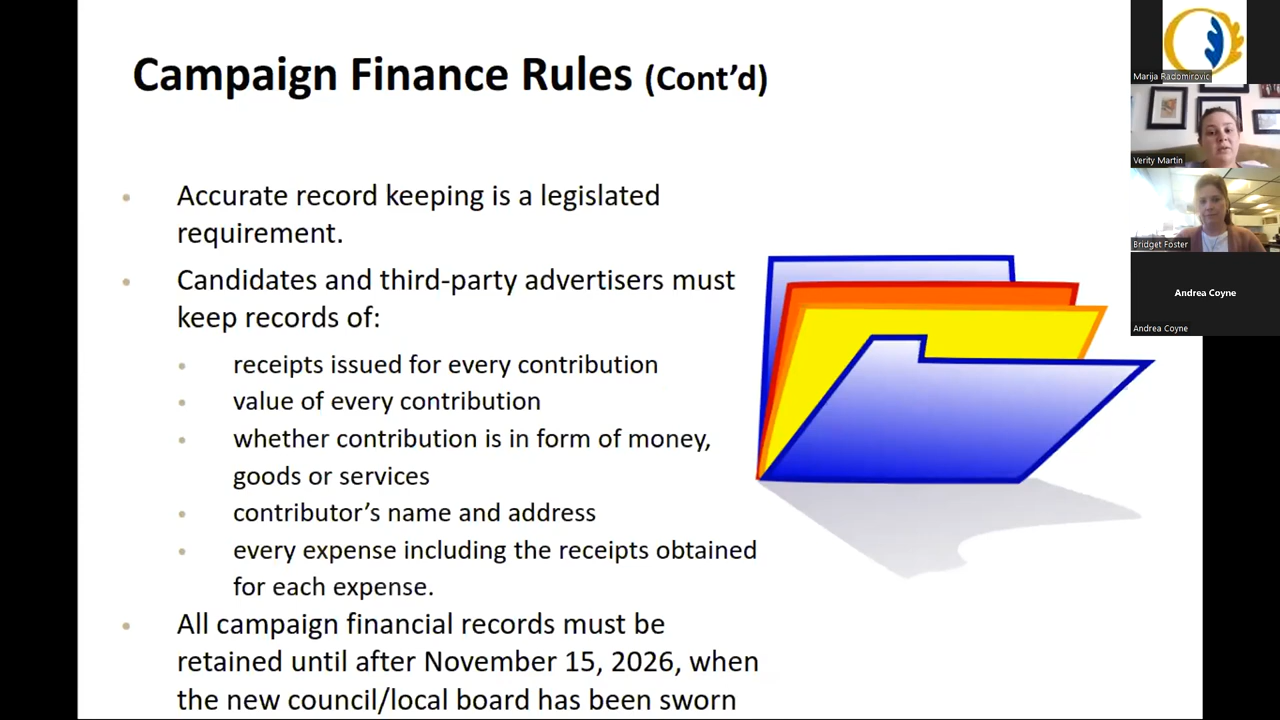 Campaign Finance Rules (Cont’d)
• Accurate record keeping is a legislated
requirement.
• Candidates and third-party advertisers must
keep records of:
• receipts issued for every contribution
• value of every contribution
• whether contribution is in form of money,
goods or services
• contributor’s name and address
• every expense including the receipts obtained
for each expense.
• All campaign financial records must be
retained until after November 15, 2026, when
the new council/local board has been sworn
Marija Radomirovic
Verity Martin
Bridget Foster
Andrea Coyne
Andrea Coyne